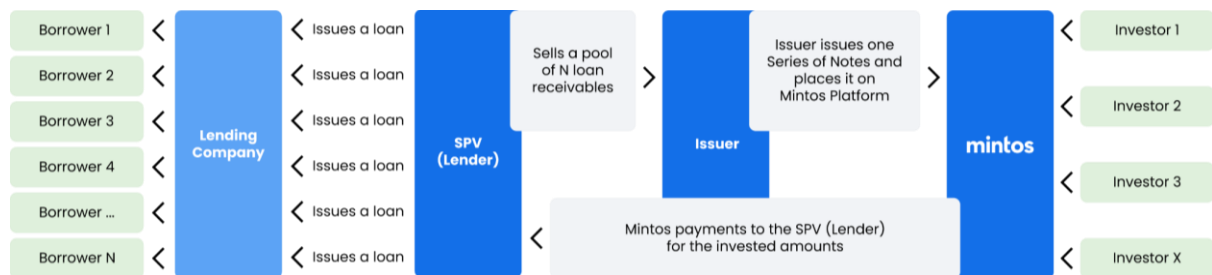 Borrower 1
Borrower 2
Borrower 3
Borrower 4
Borrower ...
Borrower N
Lending
Company
Issues a loan
Issues a loan
Issues a loan
Issues a loan
Issues a loan
Issues a loan
SPV
(Lender)
Sells a pool
of N loan
receivables
Issuer
Issuer issues one
Series of Notes and
places it on
Mintos Platform
Mintos payments to the SPV (Lender)
for the invested amounts
mintos
Investor 1
Investor 2
Investor 3
Investor X